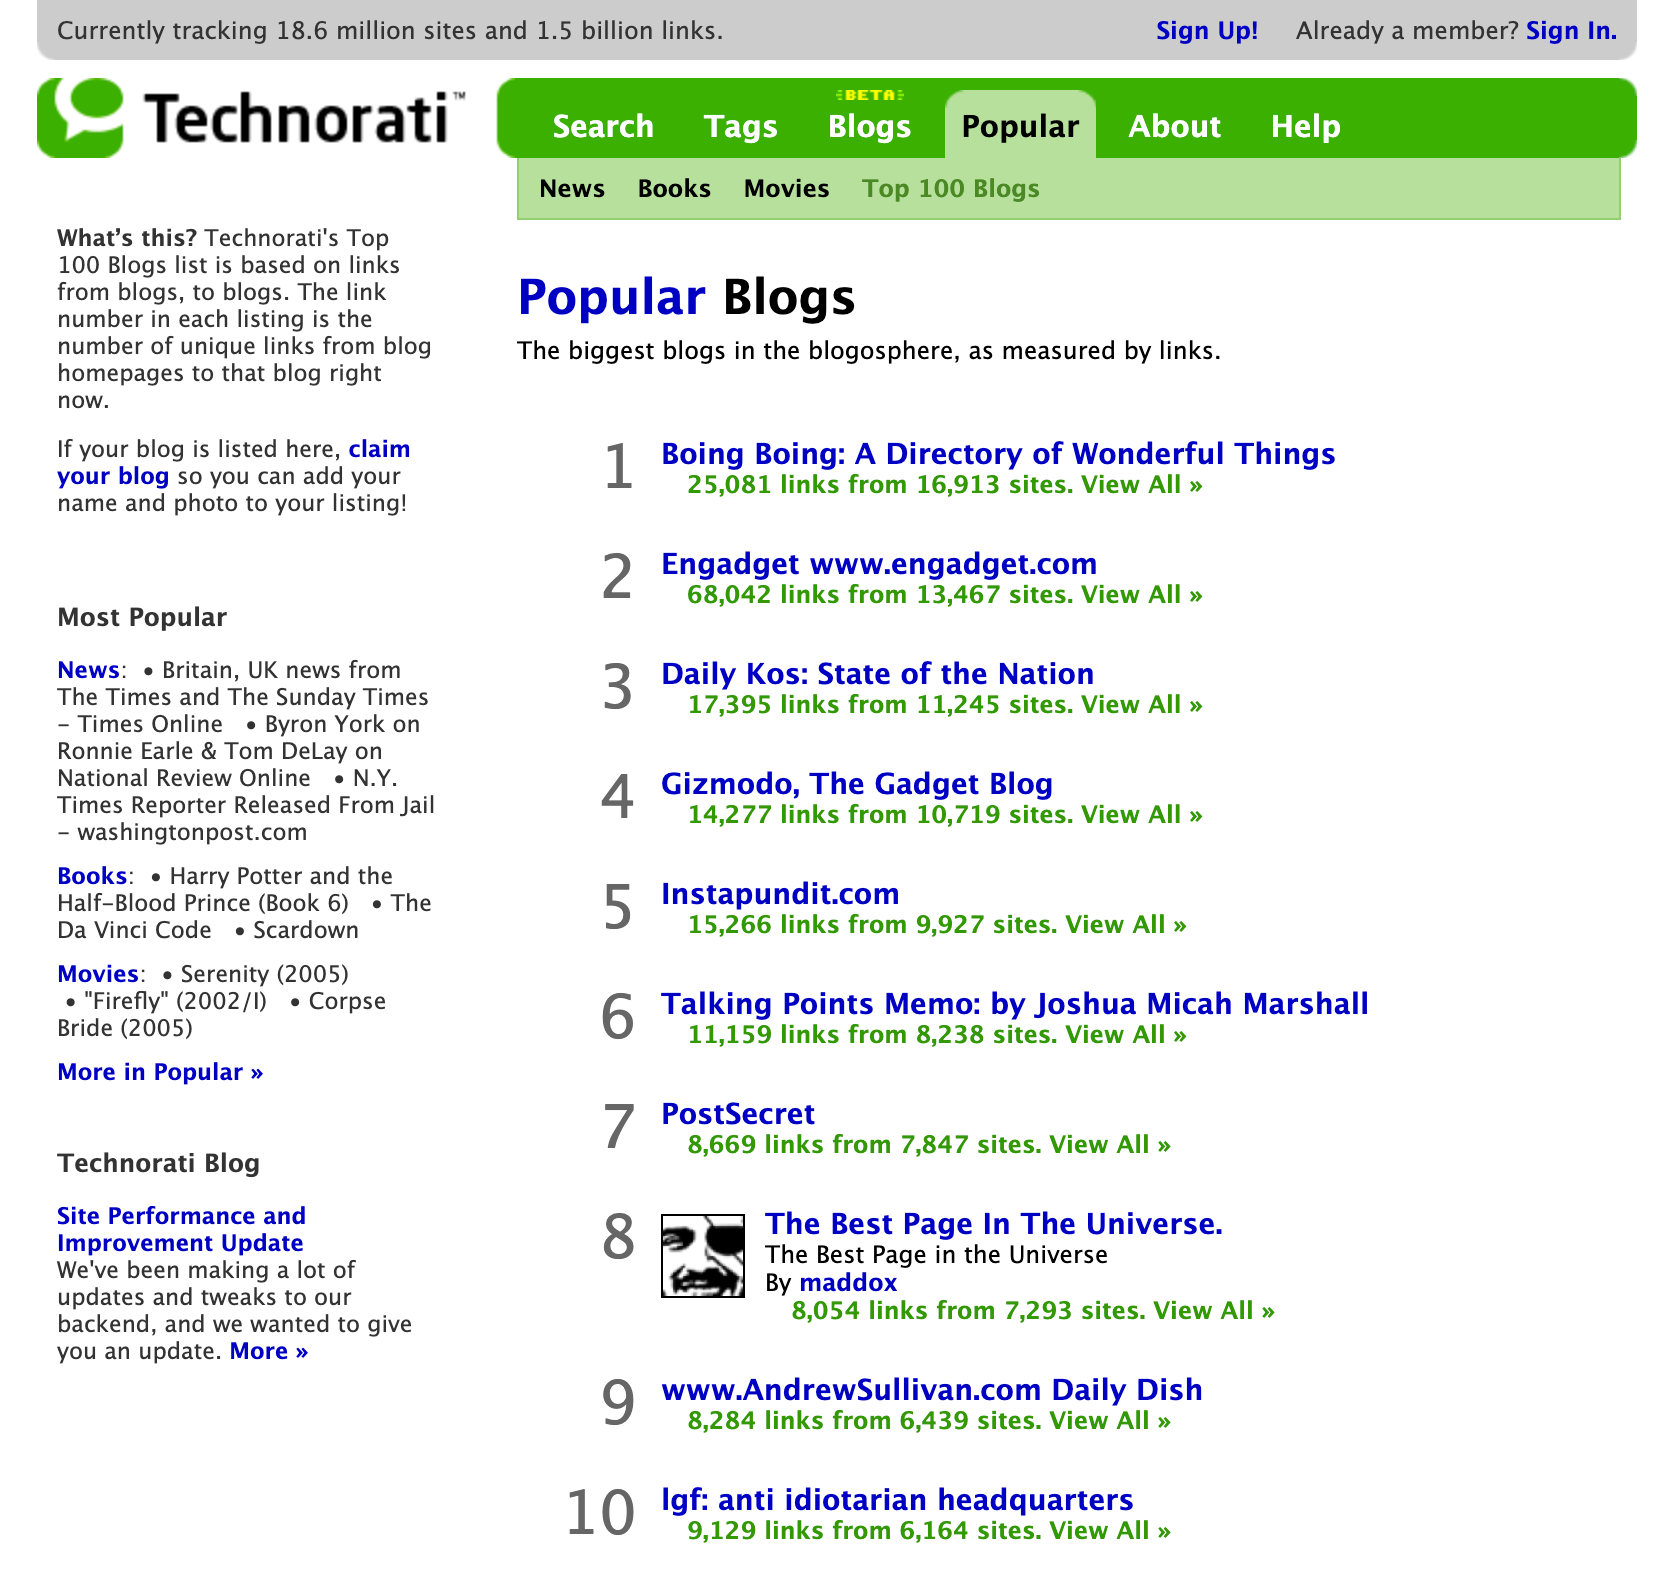 Currently tracking 18.6 million sites and 1.5 billion links.
Sign Up! Already a member? Sign In.
Technorati™
BETA
Search Tags Blogs Popular About Help
News Books Movies Top 100 Blogs
What's this? Technorati's Top
100 Blogs list is based on links
from blogs, to blogs. The link
number in each listing is the
number of unique links from blog
homepages to that blog right
now.
If your blog is listed here, claim
your blog so you can add your
name and photo to your listing!
Most Popular
News: • Britain, UK news from
The Times and The Sunday Times
– Times Online • Byron York on
Ronnie Earle & Tom DeLay on
National Review Online • N.Y.
Times Reporter Released From Jail
– washingtonpost.com
Books: • Harry Potter and the
Half-Blood Prince (Book 6) • The
Da Vinci Code • Scardown
Movies: • Serenity (2005)
• "Firefly" (2002/I) • Corpse
Bride (2005)
More in Popular »
Technorati Blog
Site Performance and
Improvement Update
We've been making a lot of
updates and tweaks to our
backend, and we wanted to give
you an update. More »
Popular Blogs
The biggest blogs in the blogosphere, as measured by links.
1 Boing Boing: A Directory of Wonderful Things
25,081 links from 16,913 sites. View All »
2 Engadget www.engadget.com
68,042 links from 13,467 sites. View All »
3 Daily Kos: State of the Nation
17,395 links from 11,245 sites. View All »
4 Gizmodo, The Gadget Blog
14,277 links from 10,719 sites. View All »
5 Instapundit.com
15,266 links from 9,927 sites. View All »
6 Talking Points Memo: by Joshua Micah Marshall
11,159 links from 8,238 sites. View All »
7 PostSecret
8,669 links from 7,847 sites. View All »
8 The Best Page In The Universe.
The Best Page in the Universe
By maddox
8,054 links from 7,293 sites. View All »
9 www.AndrewSullivan.com Daily Dish
8,284 links from 6,439 sites. View All »
10 lgf: anti idiotarian headquarters
9,129 links from 6,164 sites. View All »